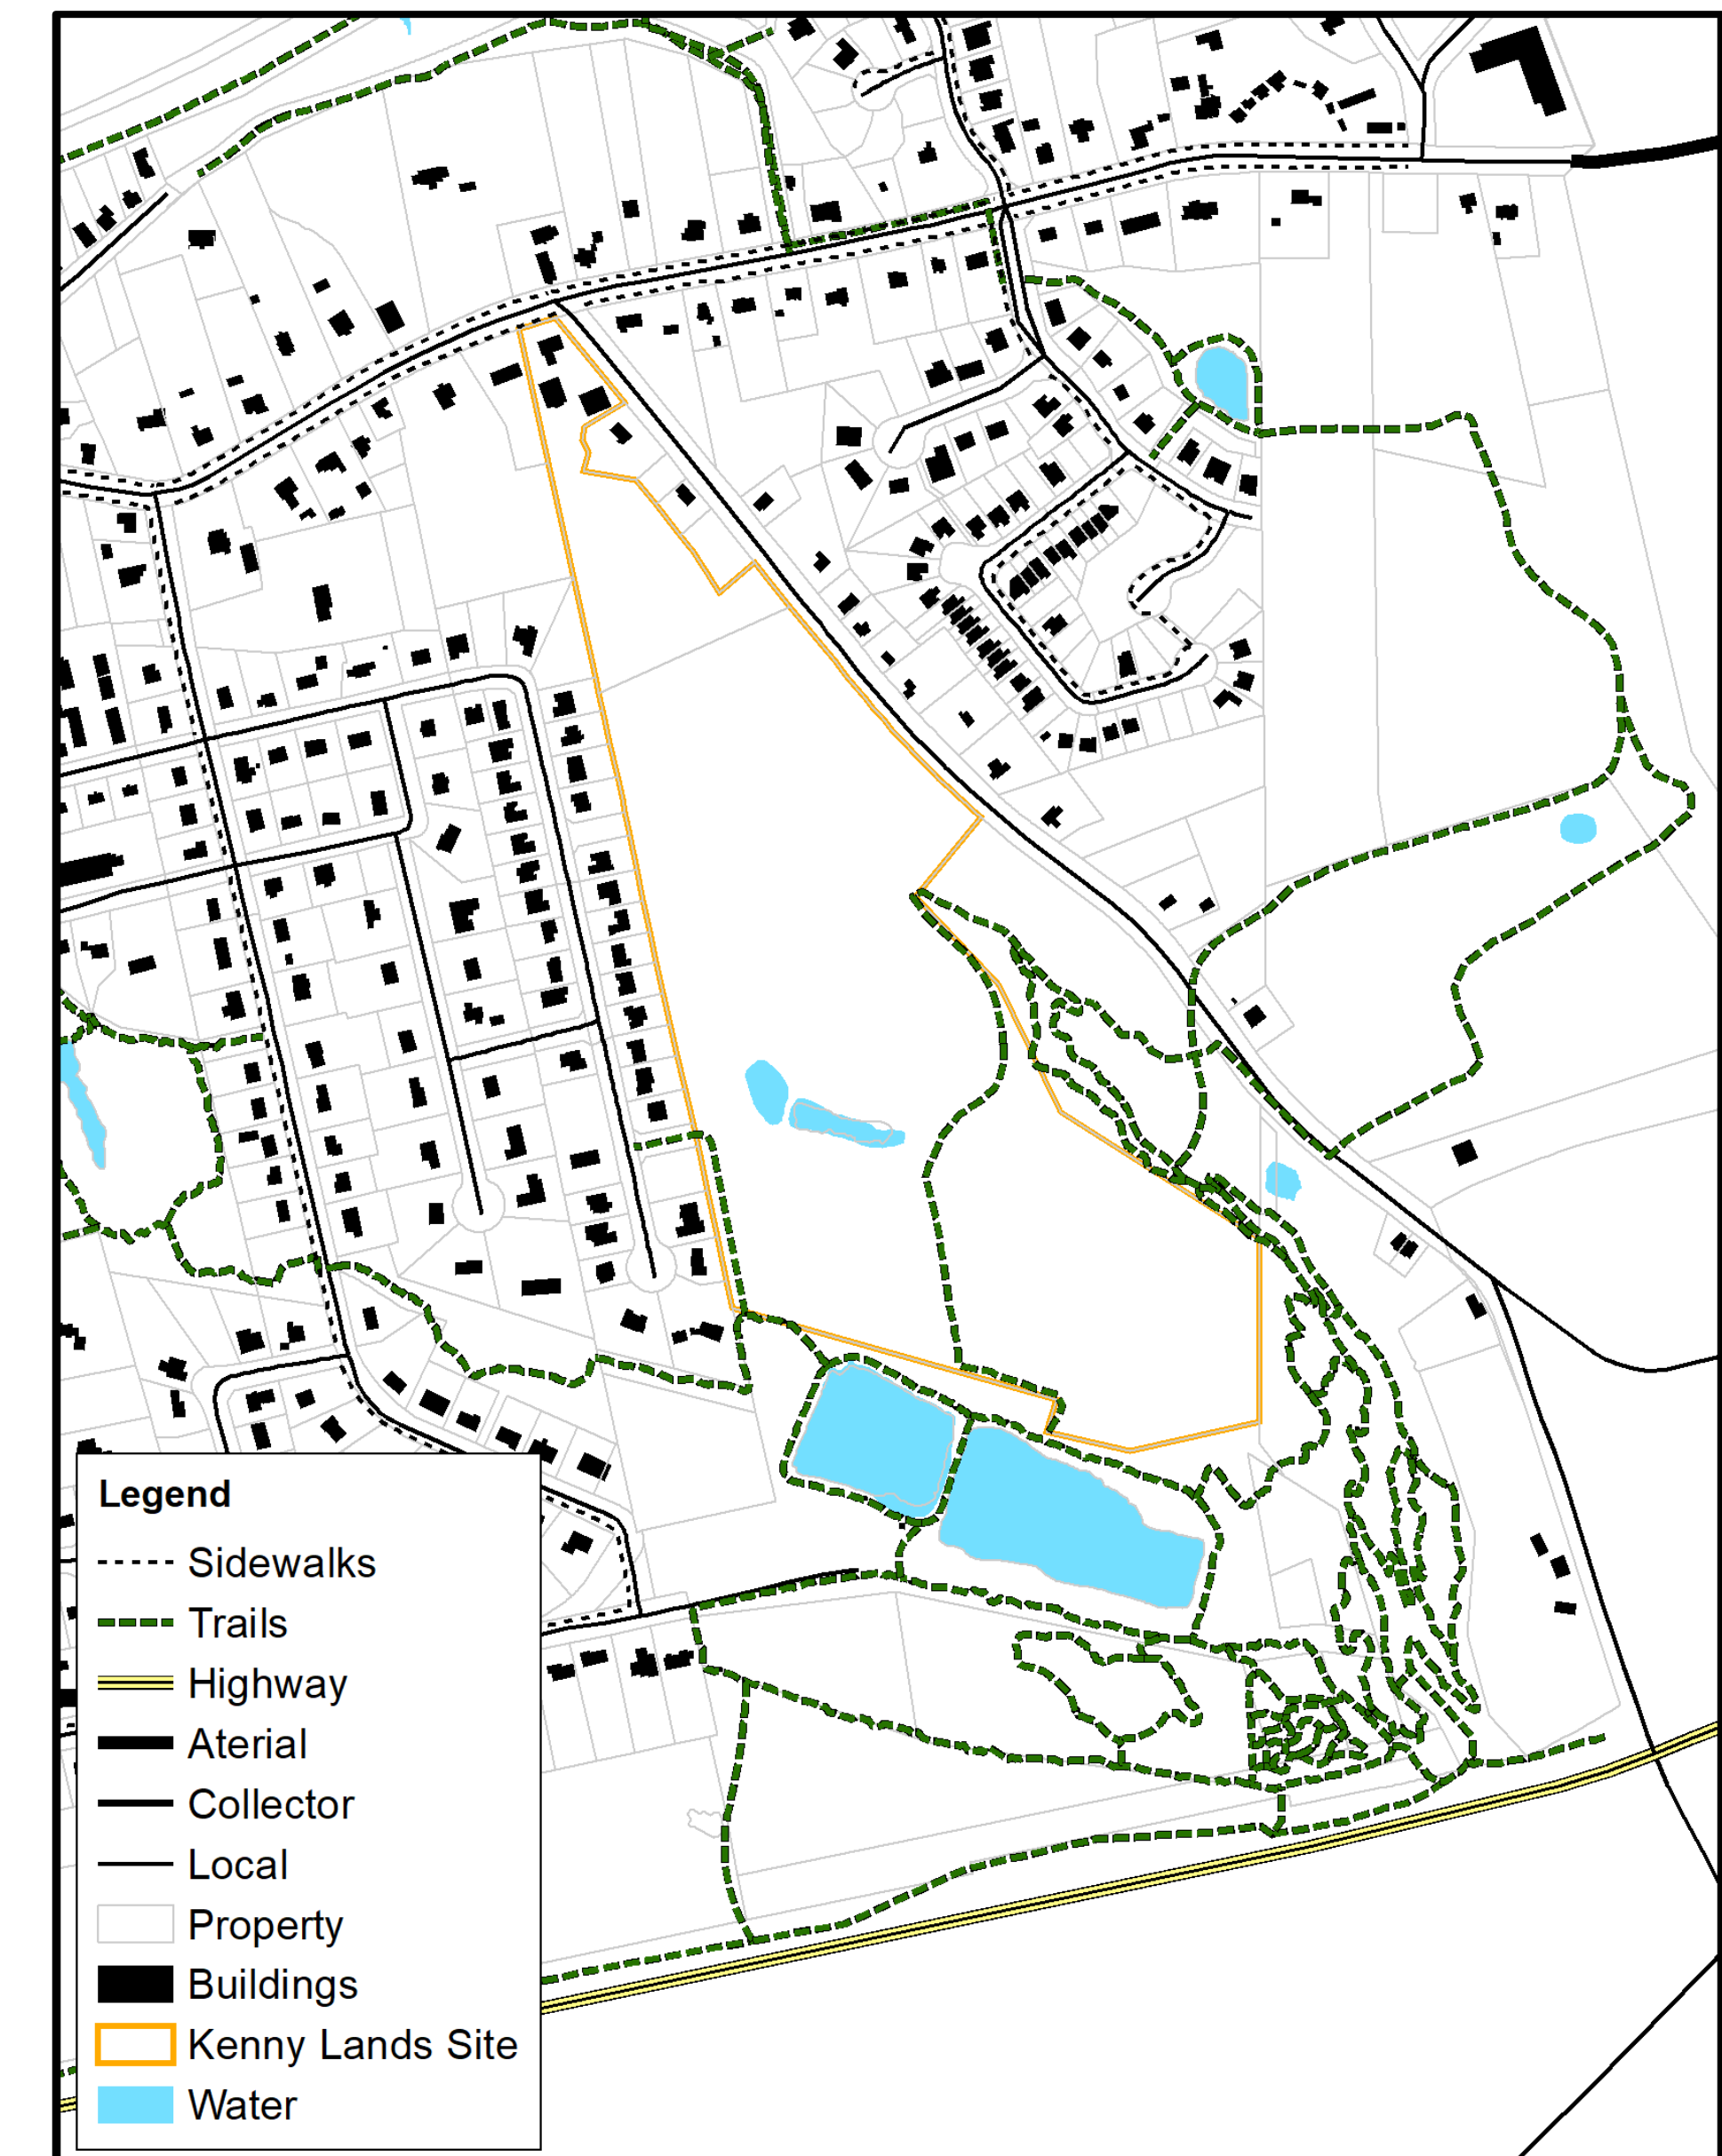 Legend
Sidewalks
Trails
Highway
Aterial
Collector
Local
Property
Buildings
Kenny Lands Site
Water